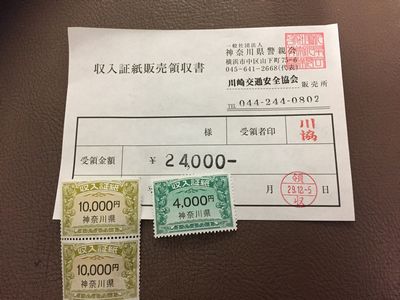 収入証紙販売領収書
一般社団法人
神奈川県警親会
横浜市中区山下町75-6
045-641-2668(代表)
川崎交通安全協会 販売所
TEL 044-244-0802
様
受領者印
川協
受領金額
¥ 24,000-
月
日
領
29.12-5
収
収入証紙
10,000円
神奈川県
収入証紙
4,000円
神奈川県
収入証紙
10,000円
神奈川県